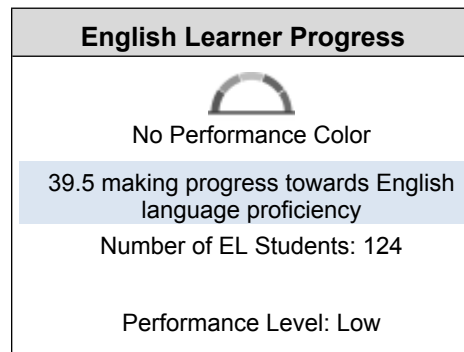 English Learner Progress
No Performance Color
39.5 making progress towards English
language proficiency
Number of EL Students: 124
Performance Level: Low